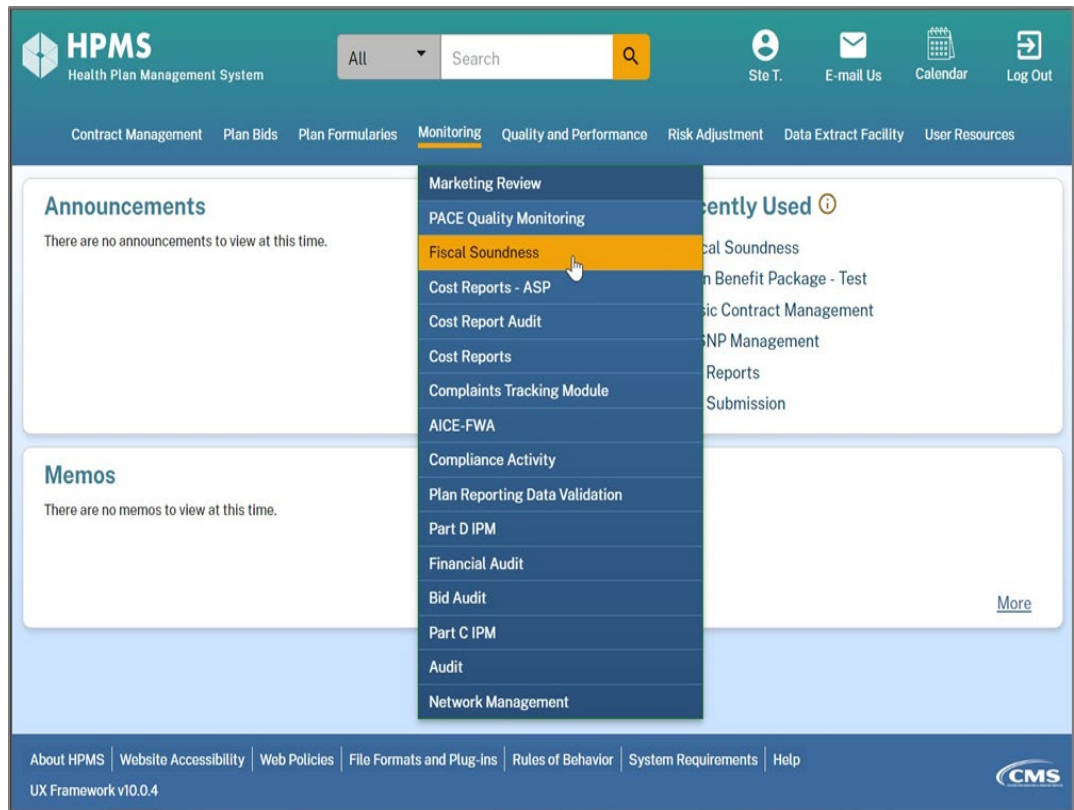 HPMS
Health Plan Management System
All
Search
Ste T.
E-mail Us
Calendar
Log Out
Contract Management Plan Bids Plan Formularies Monitoring Quality and Performance Risk Adjustment Data Extract Facility User Resources
Announcements
There are no announcements to view at this time.
Marketing Review
PACE Quality Monitoring
Fiscal Soundness
Cost Reports - ASP
Cost Report Audit
Cost Reports
Complaints Tracking Module
AICE-FWA
Compliance Activity
Plan Reporting Data Validation
Part D IPM
Financial Audit
Bid Audit
Part C IPM
Audit
Network Management
Used
Soundness
Benefit Package - Test
Contract Management
Management
Reports
Submission
Memos
There are no memos to view at this time.
More
About HPMS | Website Accessibility | Web Policies | File Formats and Plug-ins | Rules of Behavior | System Requirements | Help
UX Framework v10.0.4
CMS